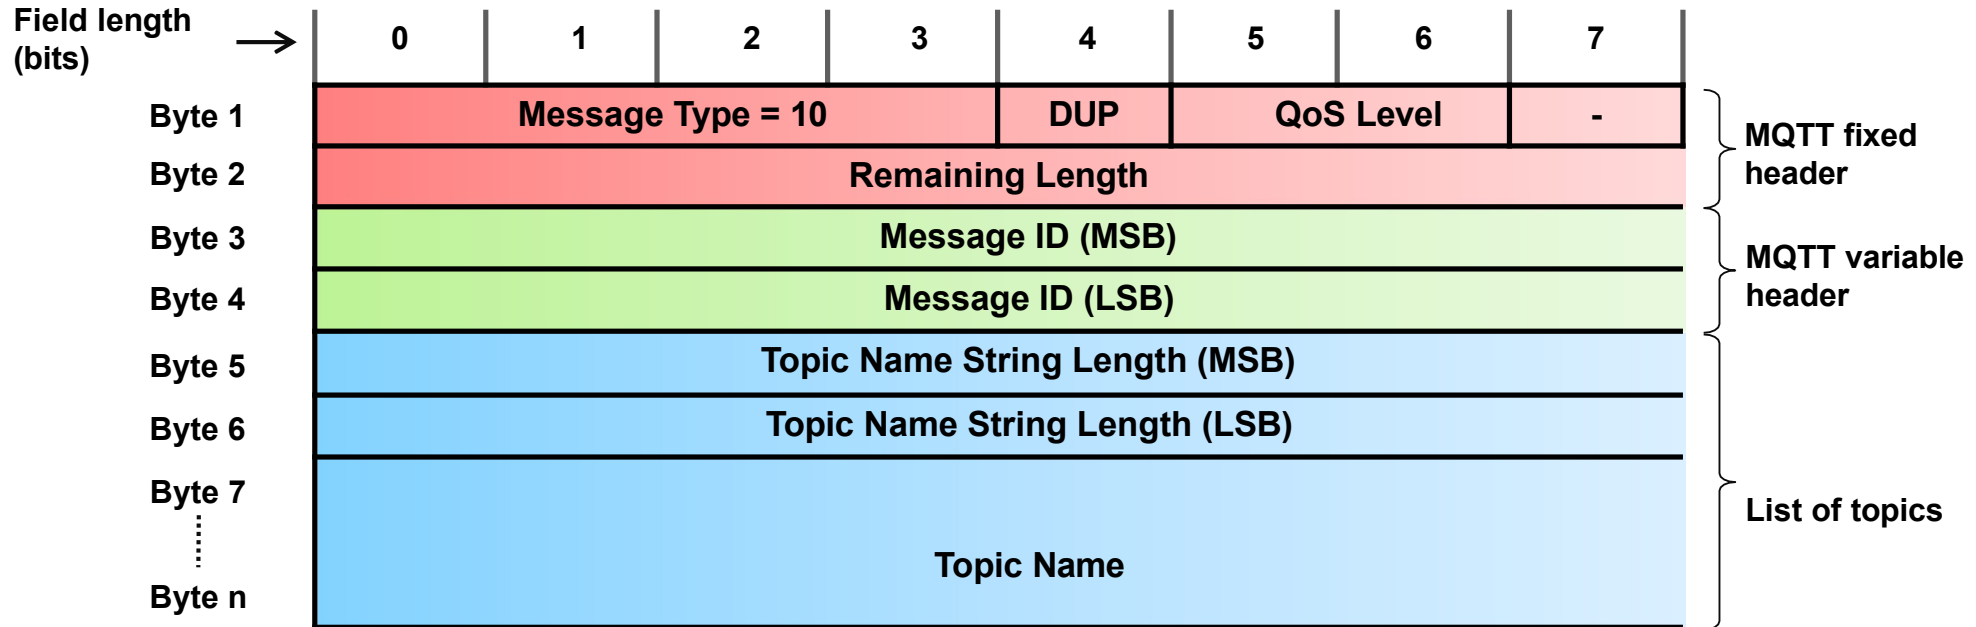 Field length
(bits)
0 1 2 3 4 5 6 7
Byte 1 Message Type = 10 DUP QoS Level -
MQTT fixed
header
Byte 2 Remaining Length
Byte 3 Message ID (MSB)
MQTT variable
header
Byte 4 Message ID (LSB)
Byte 5 Topic Name String Length (MSB)
Byte 6 Topic Name String Length (LSB)
Byte 7
List of topics
Topic Name
Byte n